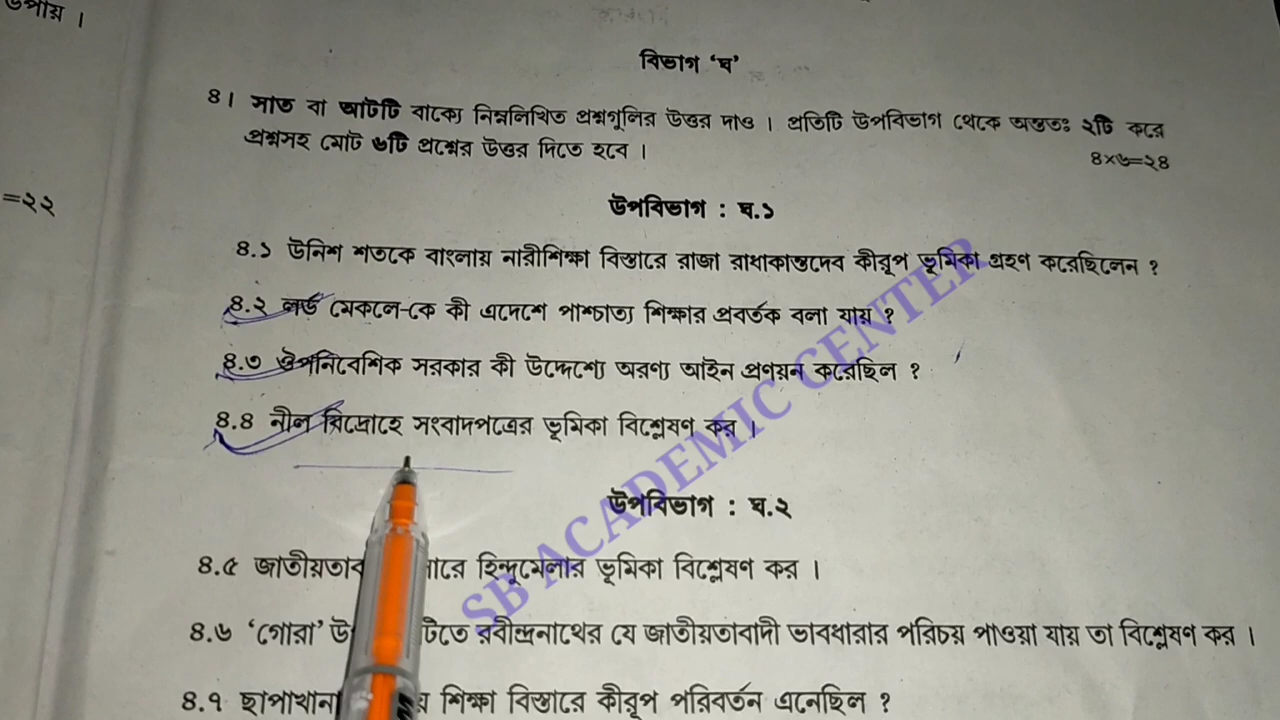 উপায় ।
বিভাগ ‘ঘ’
৪। সাত বা আটটি বাক্যে নিম্নলিখিত প্রশ্নগুলির উত্তর দাও । প্রতিটি উপবিভাগ থেকে অন্ততঃ ২টি করে
প্রশ্নসহ মোট ৬টি প্রশ্নের উত্তর দিতে হবে ।
৪×৬=২৪
=২২
উপবিভাগ : ঘ.১
৪.১ উনিশ শতকে বাংলায় নারীশিক্ষা বিস্তারে রাজা রাধাকান্তদেব কীরূপ ভূমিকা গ্রহণ করেছিলেন ?
৪.২ লর্ড মেকলে-কে কী এদেশে পাশ্চাত্য শিক্ষার প্রবর্তক বলা যায় ?
৪.৩ ঔপনিবেশিক সরকার কী উদ্দেশ্যে অরণ্য আইন প্রণয়ন করেছিল ?
৪.৪ নীল বিদ্রোহে সংবাদপত্রের ভূমিকা বিশ্লেষণ কর ।
উপবিভাগ : ঘ.২
৪.৫ হিন্দুমেলার ভূমিকা বিশ্লেষণ কর ।
৪.৬ ‘গোরা’ রবীন্দ্রনাথের যে জাতীয়তাবাদী ভাবধারার পরিচয় পাওয়া যায় তা বিশ্লেষণ কর ।
৪.৭ ছাপাখানা শিক্ষা বিস্তারে কীরূপ পরিবর্তন এনেছিল ?
SB ACADEMIC CENTER